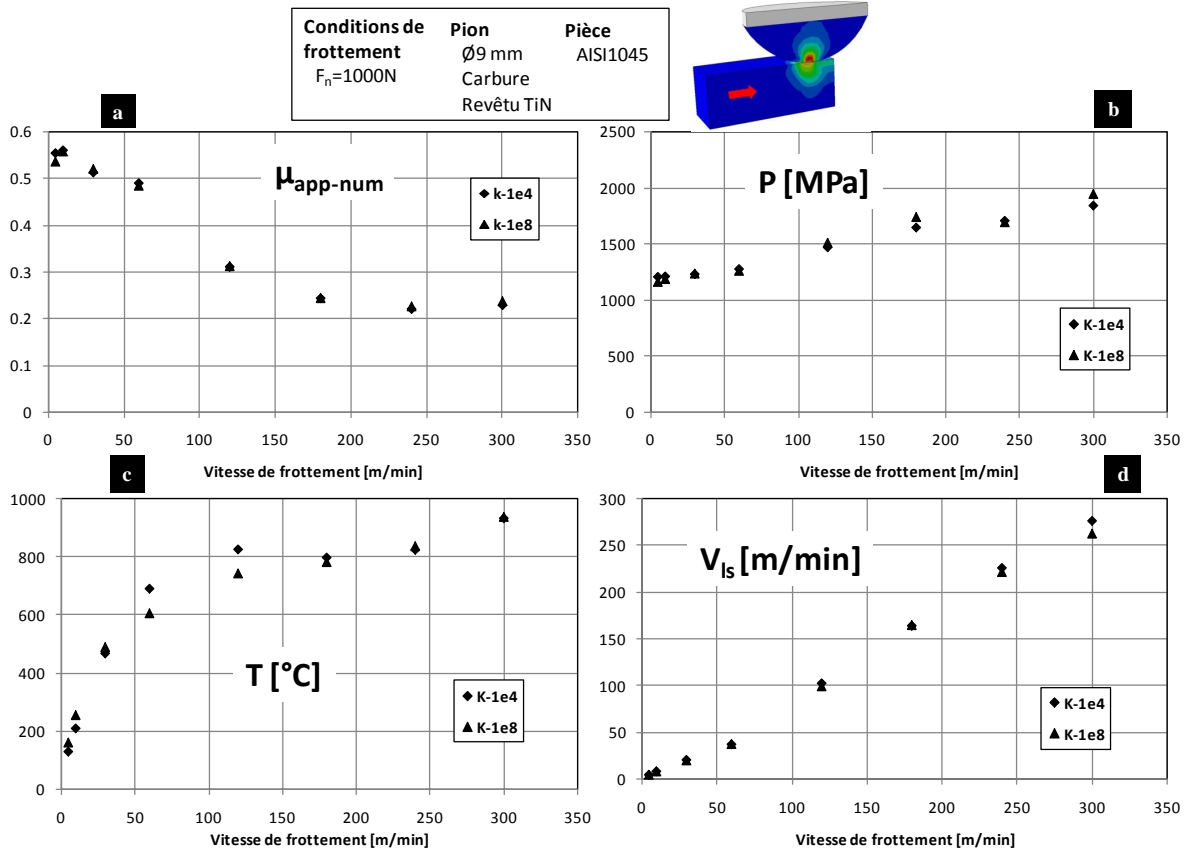 Conditions de frottement
F_n=1000N
Pion
Ø9 mm
Carbure
Revêtu TiN
Pièce
AISI1045
a
0.6
0.5
0.4
0.3
0.2
0.1
0
μ_app-num
k-1e4
k-1e8
0 50 100 150 200 250 300 350
Vitesse de frottement [m/min]
b
2500
2000
1500
1000
500
0
P [MPa]
K-1e4
K-1e8
0 50 100 150 200 250 300 350
Vitesse de frottement [m/min]
c
1000
800
600
400
200
0
T [°C]
K-1e4
K-1e8
0 50 100 150 200 250 300 350
Vitesse de frottement [m/min]
d
300
250
200
150
100
50
0
V_ls [m/min]
K-1e4
K-1e8
0 50 100 150 200 250 300 350
Vitesse de frottement [m/min]